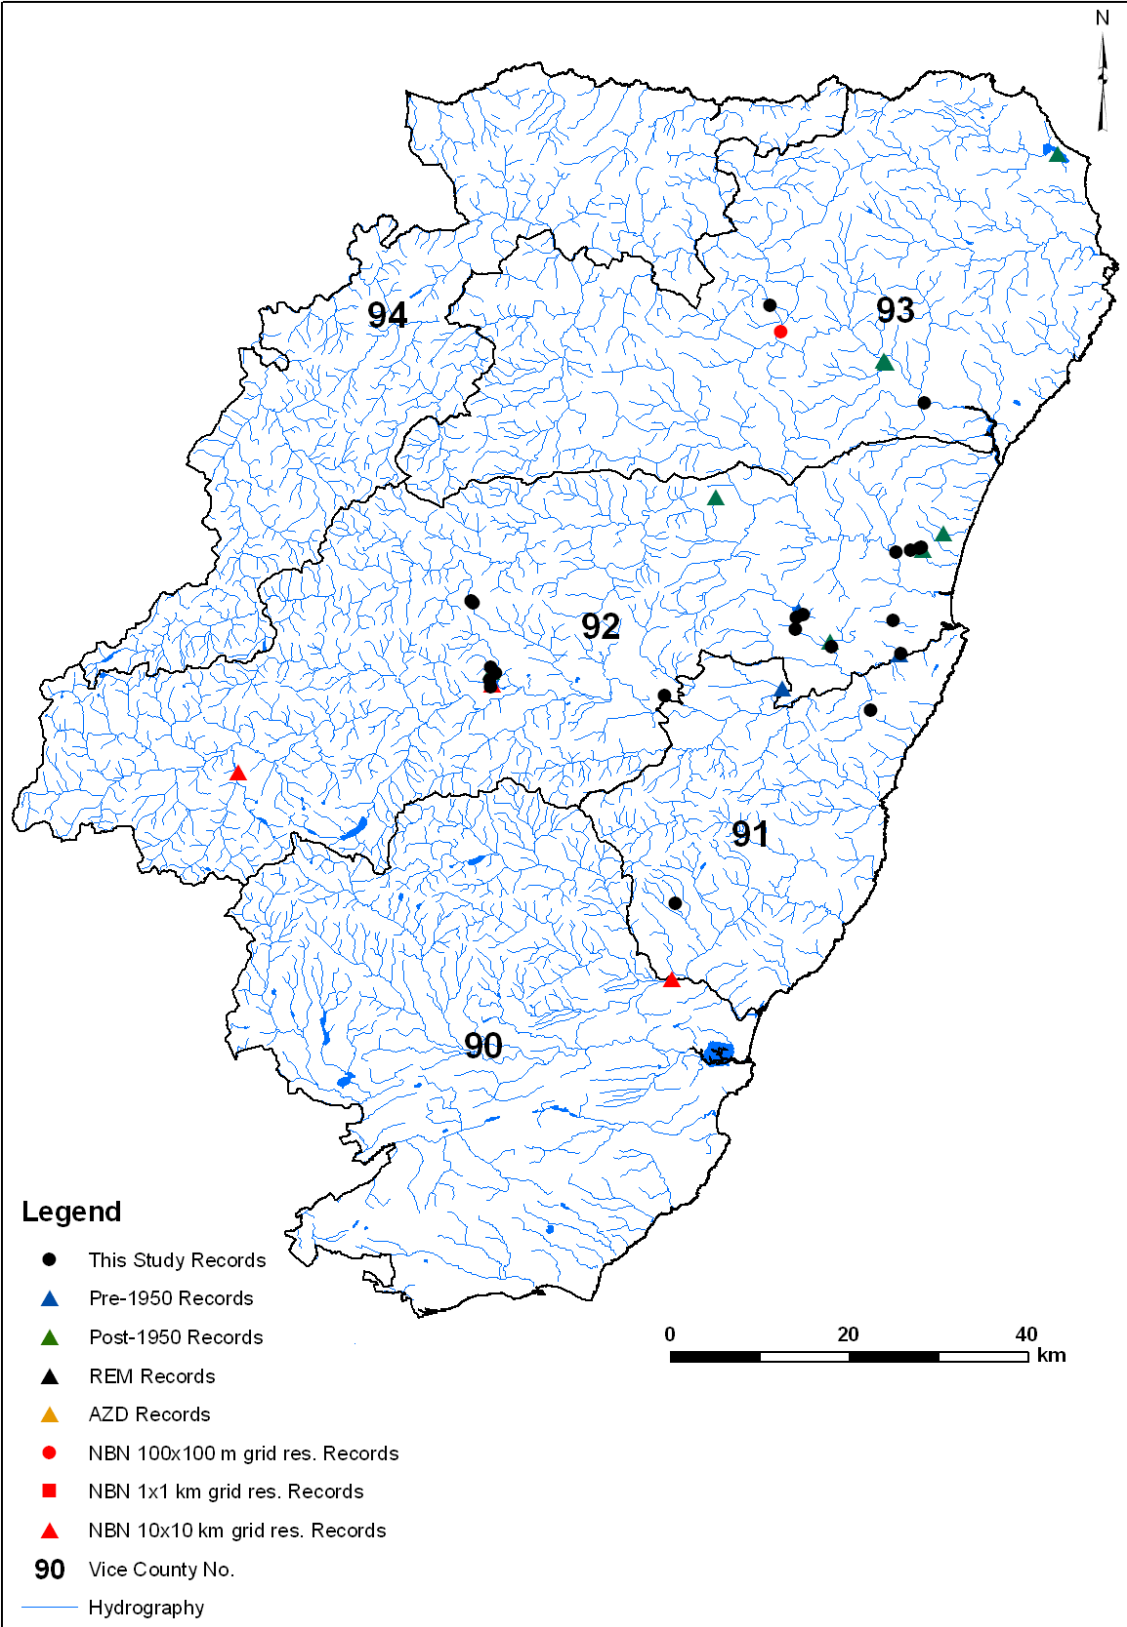 N
94
93
92
91
90
Legend
This Study Records
Pre-1950 Records
Post-1950 Records
REM Records
AZD Records
NBN 100x100 m grid res. Records
NBN 1x1 km grid res. Records
NBN 10x10 km grid res. Records
90 Vice County No.
Hydrography
0 20 40
km